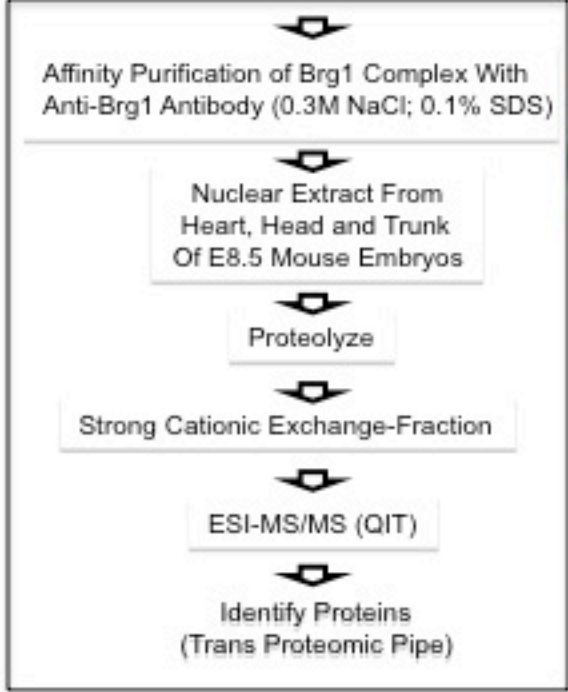 Affinity Purification of Brg1 Complex With
Anti-Brg1 Antibody (0.3M NaCl; 0.1% SDS)
Nuclear Extract From
Heart, Head and Trunk
Of E8.5 Mouse Embryos
Proteolyze
Strong Cationic Exchange-Fraction
ESI-MS/MS (QIT)
Identify Proteins
(Trans Proteomic Pipe)